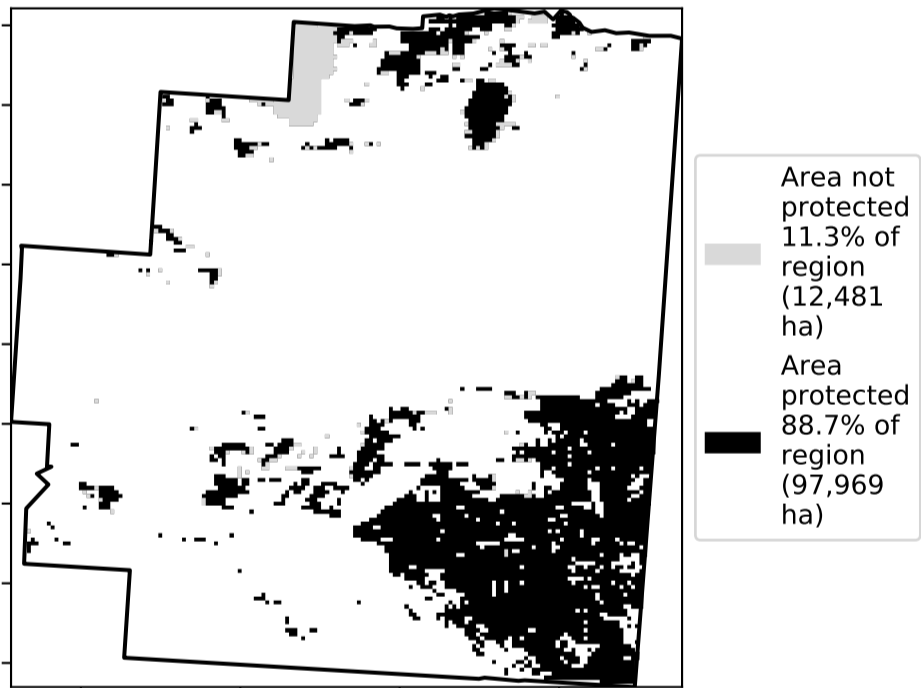 Area not
protected
11.3% of
region
(12,481
ha)
Area
protected
88.7% of
region
(97,969
ha)